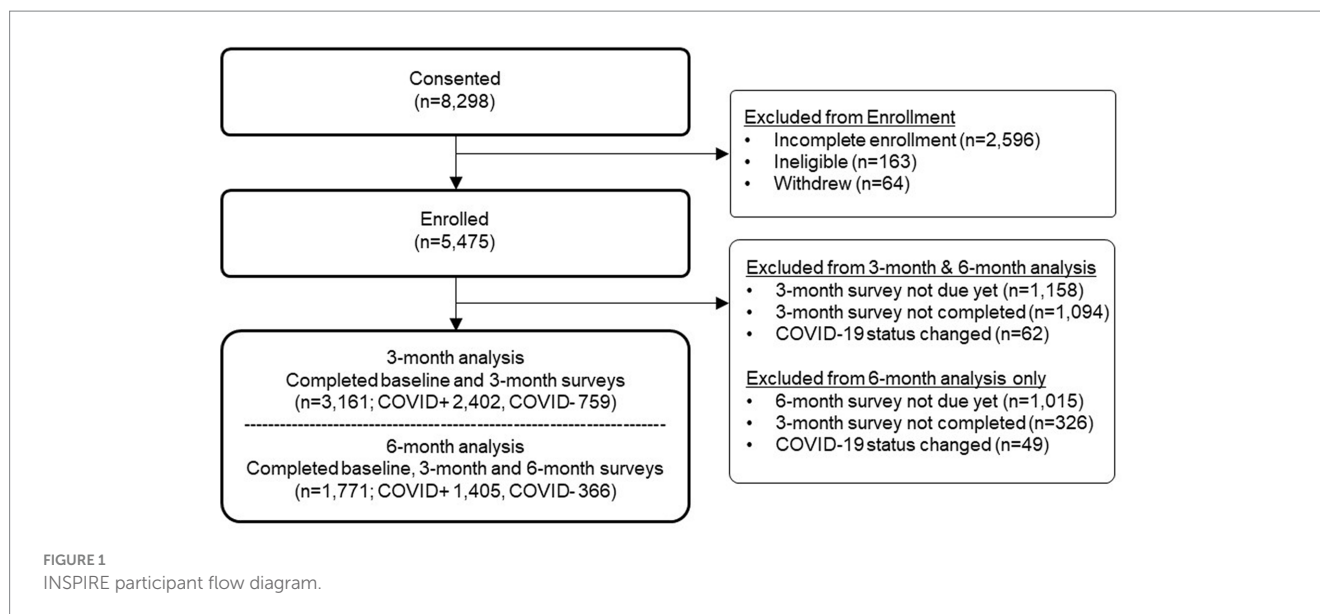 Consented
(n=8,298)
Excluded from Enrollment
• Incomplete enrollment (n=2,596)
• Ineligible (n=163)
• Withdrew (n=64)
Enrolled
(n=5,475)
Excluded from 3-month & 6-month analysis
• 3-month survey not due yet (n=1,158)
• 3-month survey not completed (n=1,094)
• COVID-19 status changed (n=62)
Excluded from 6-month analysis only
• 6-month survey not due yet (n=1,015)
• 3-month survey not completed (n=326)
• COVID-19 status changed (n=49)
3-month analysis
Completed baseline and 3-month surveys
(n=3,161; COVID+ 2,402, COVID- 759)
6-month analysis
Completed baseline, 3-month and 6-month surveys
(n=1,771; COVID+ 1,405, COVID- 366)
FIGURE 1
INSPIRE participant flow diagram.